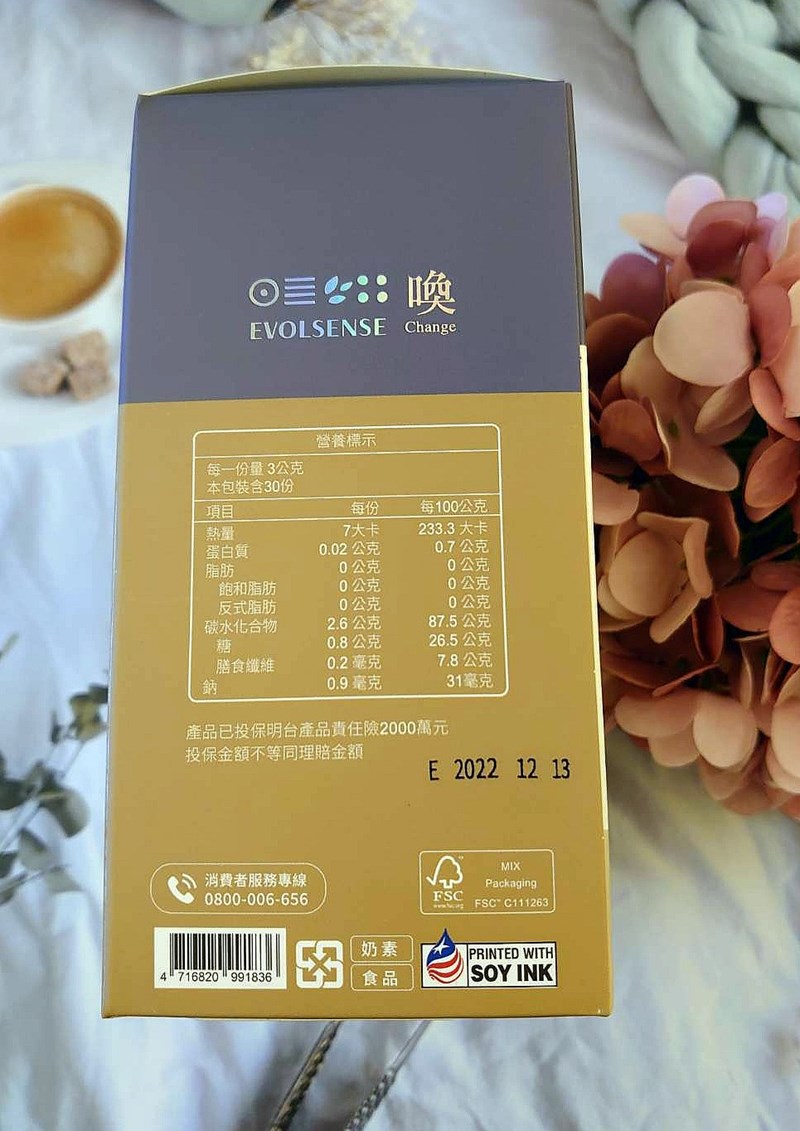 喚
EVOLSENSE Change
營養標示
每一份量 3公克
本包裝含30份
項目 每份 每100公克
熱量 7大卡 233.3 大卡
蛋白質 0.02 公克 0.7 公克
脂肪 0 公克 0 公克
飽和脂肪 0 公克 0 公克
反式脂肪 0 公克 0 公克
碳水化合物 2.6 公克 87.5 公克
糖 0.8 公克 26.5 公克
膳食纖維 0.2 毫克 7.8 公克
鈉 0.9 毫克 31毫克
產品已投保明台產品責任險2000萬元
投保金額不等同理賠金額
E 2022 12 13
消費者服務專線
0800-006-656
FSC
www.fsc.org
MIX
Packaging
FSC™ C111263
4 716820 991836
奶素
食品
PRINTED WITH
SOY INK